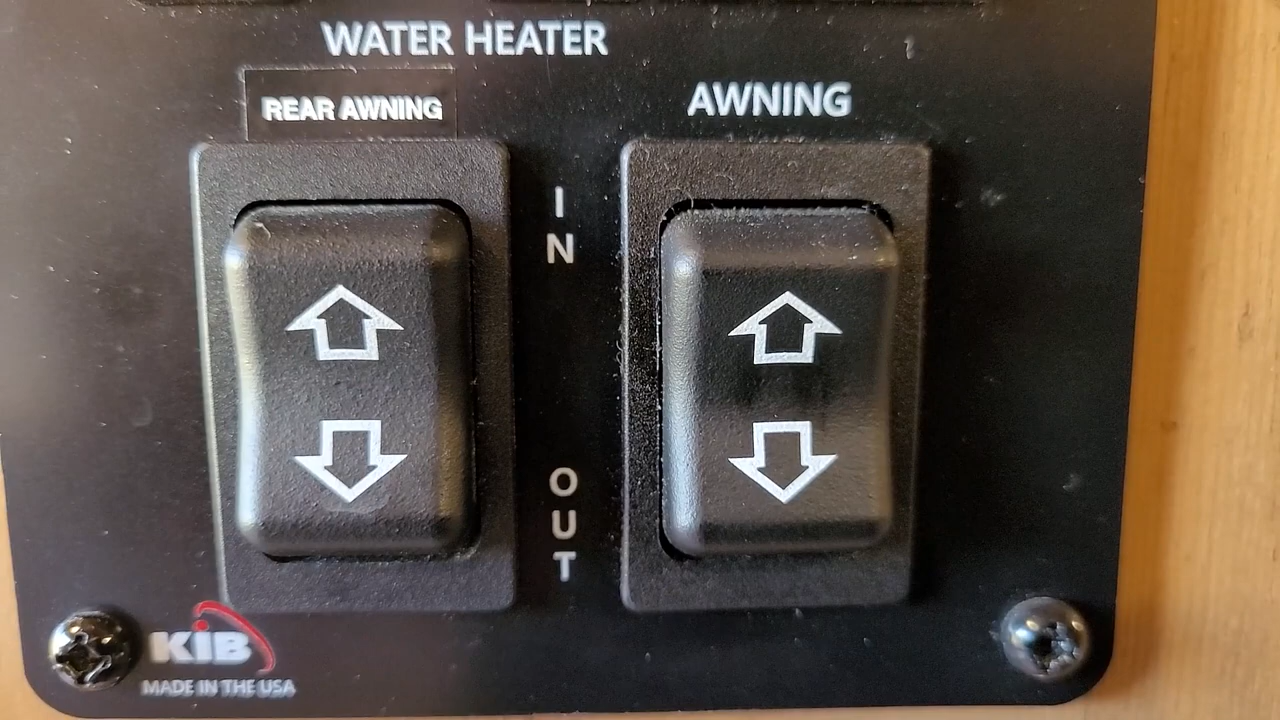 WATER HEATER
REAR AWNING
AWNING
IN
OUT
KIB
MADE IN THE USA